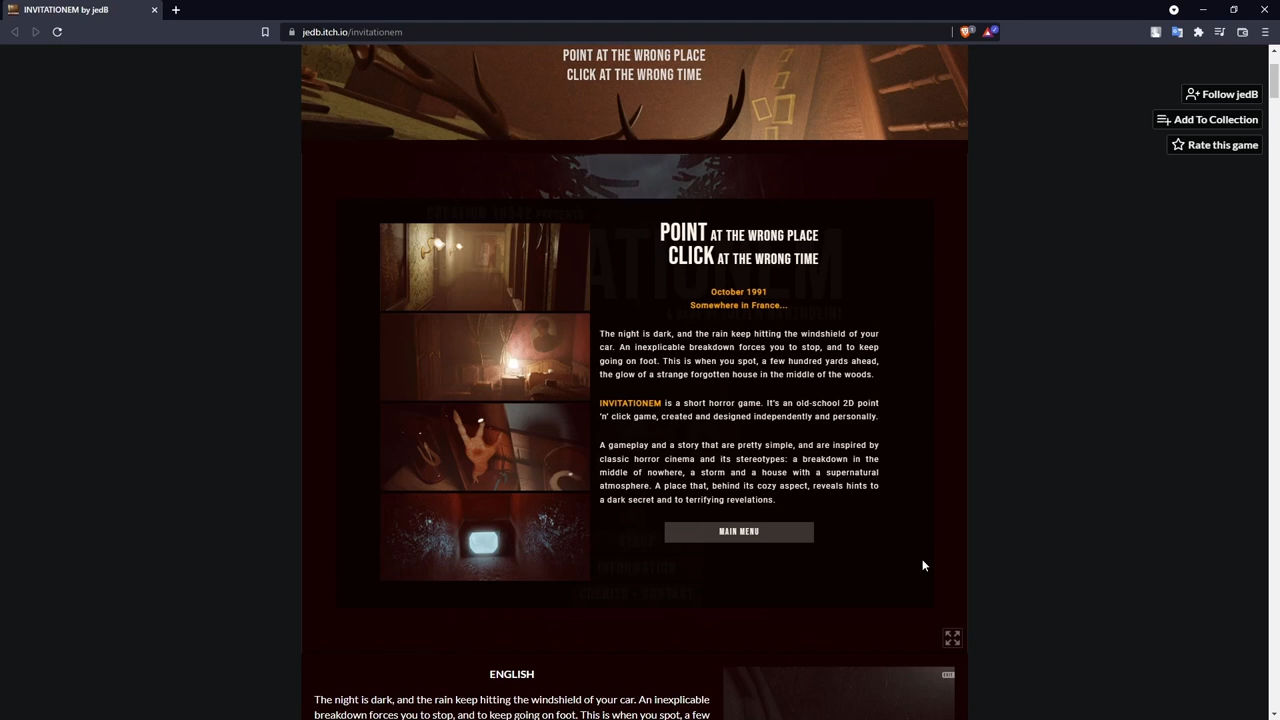 INVITATIONEM by jedB
jedb.itch.io/invitationem
POINT AT THE WRONG PLACE
CLICK AT THE WRONG TIME
Follow jedB
Add To Collection
Rate this game
POINT AT THE WRONG PLACE
CLICK AT THE WRONG TIME
October 1991
Somewhere in France...
The night is dark, and the rain keep hitting the windshield of your
car. An inexplicable breakdown forces you to stop, and to keep
going on foot. This is when you spot, a few hundred yards ahead,
the glow of a strange forgotten house in the middle of the woods.
INVITATIONEM is a short horror game. It's an old-school 2D point
'n' click game, created and designed independently and personally.
A gameplay and a story that are pretty simple, and are inspired by
classic horror cinema and its stereotypes: a breakdown in the
middle of nowhere, a storm and a house with a supernatural
atmosphere. A place that, behind its cozy aspect, reveals hints to
a dark secret and to terrifying revelations.
MAIN MENU
INFORMATION
CREDITS - CONTACT
ENGLISH
EXIT
The night is dark, and the rain keep hitting the windshield of your car. An inexplicable
breakdown forces you to stop, and to keep going on foot. This is when you spot, a few